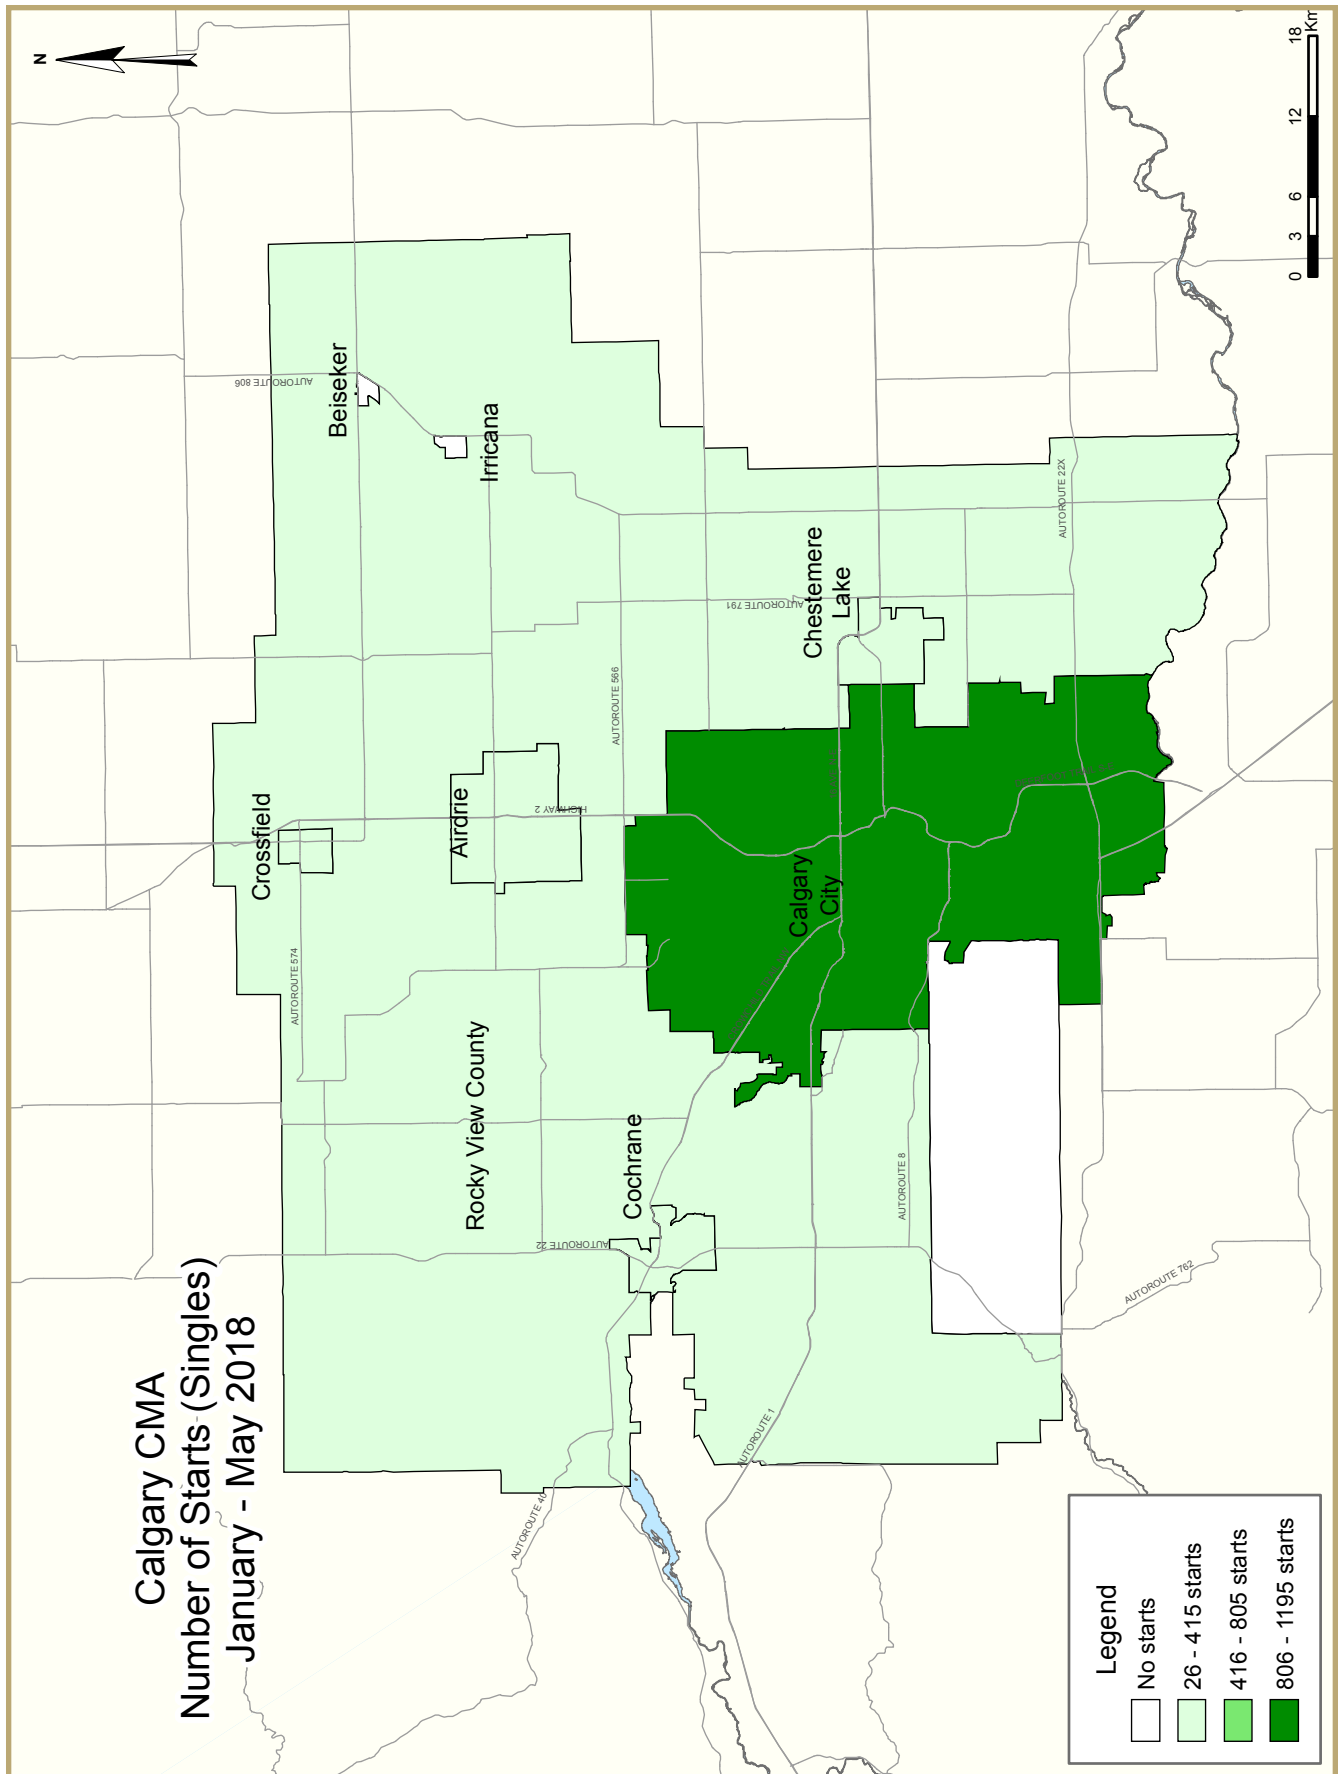 Calgary CMA
Number of Starts (Singles)
January - May 2018
N
Beiseker
Irricana
Crossfield
Airdrie
Chestemere
Lake
Rocky View County
Cochrane
Calgary
City
AUTOROUTE 806
AUTOROUTE 791
AUTOROUTE 566
AUTOROUTE 22X
HIGHWAY 2
AUTOROUTE 574
AUTOROUTE 22
AUTOROUTE 8
AUTOROUTE 762
AUTOROUTE 1
AUTOROUTE 40
Legend
No starts
26 - 415 starts
416 - 805 starts
806 - 1195 starts
0 3 6 12 18
Km